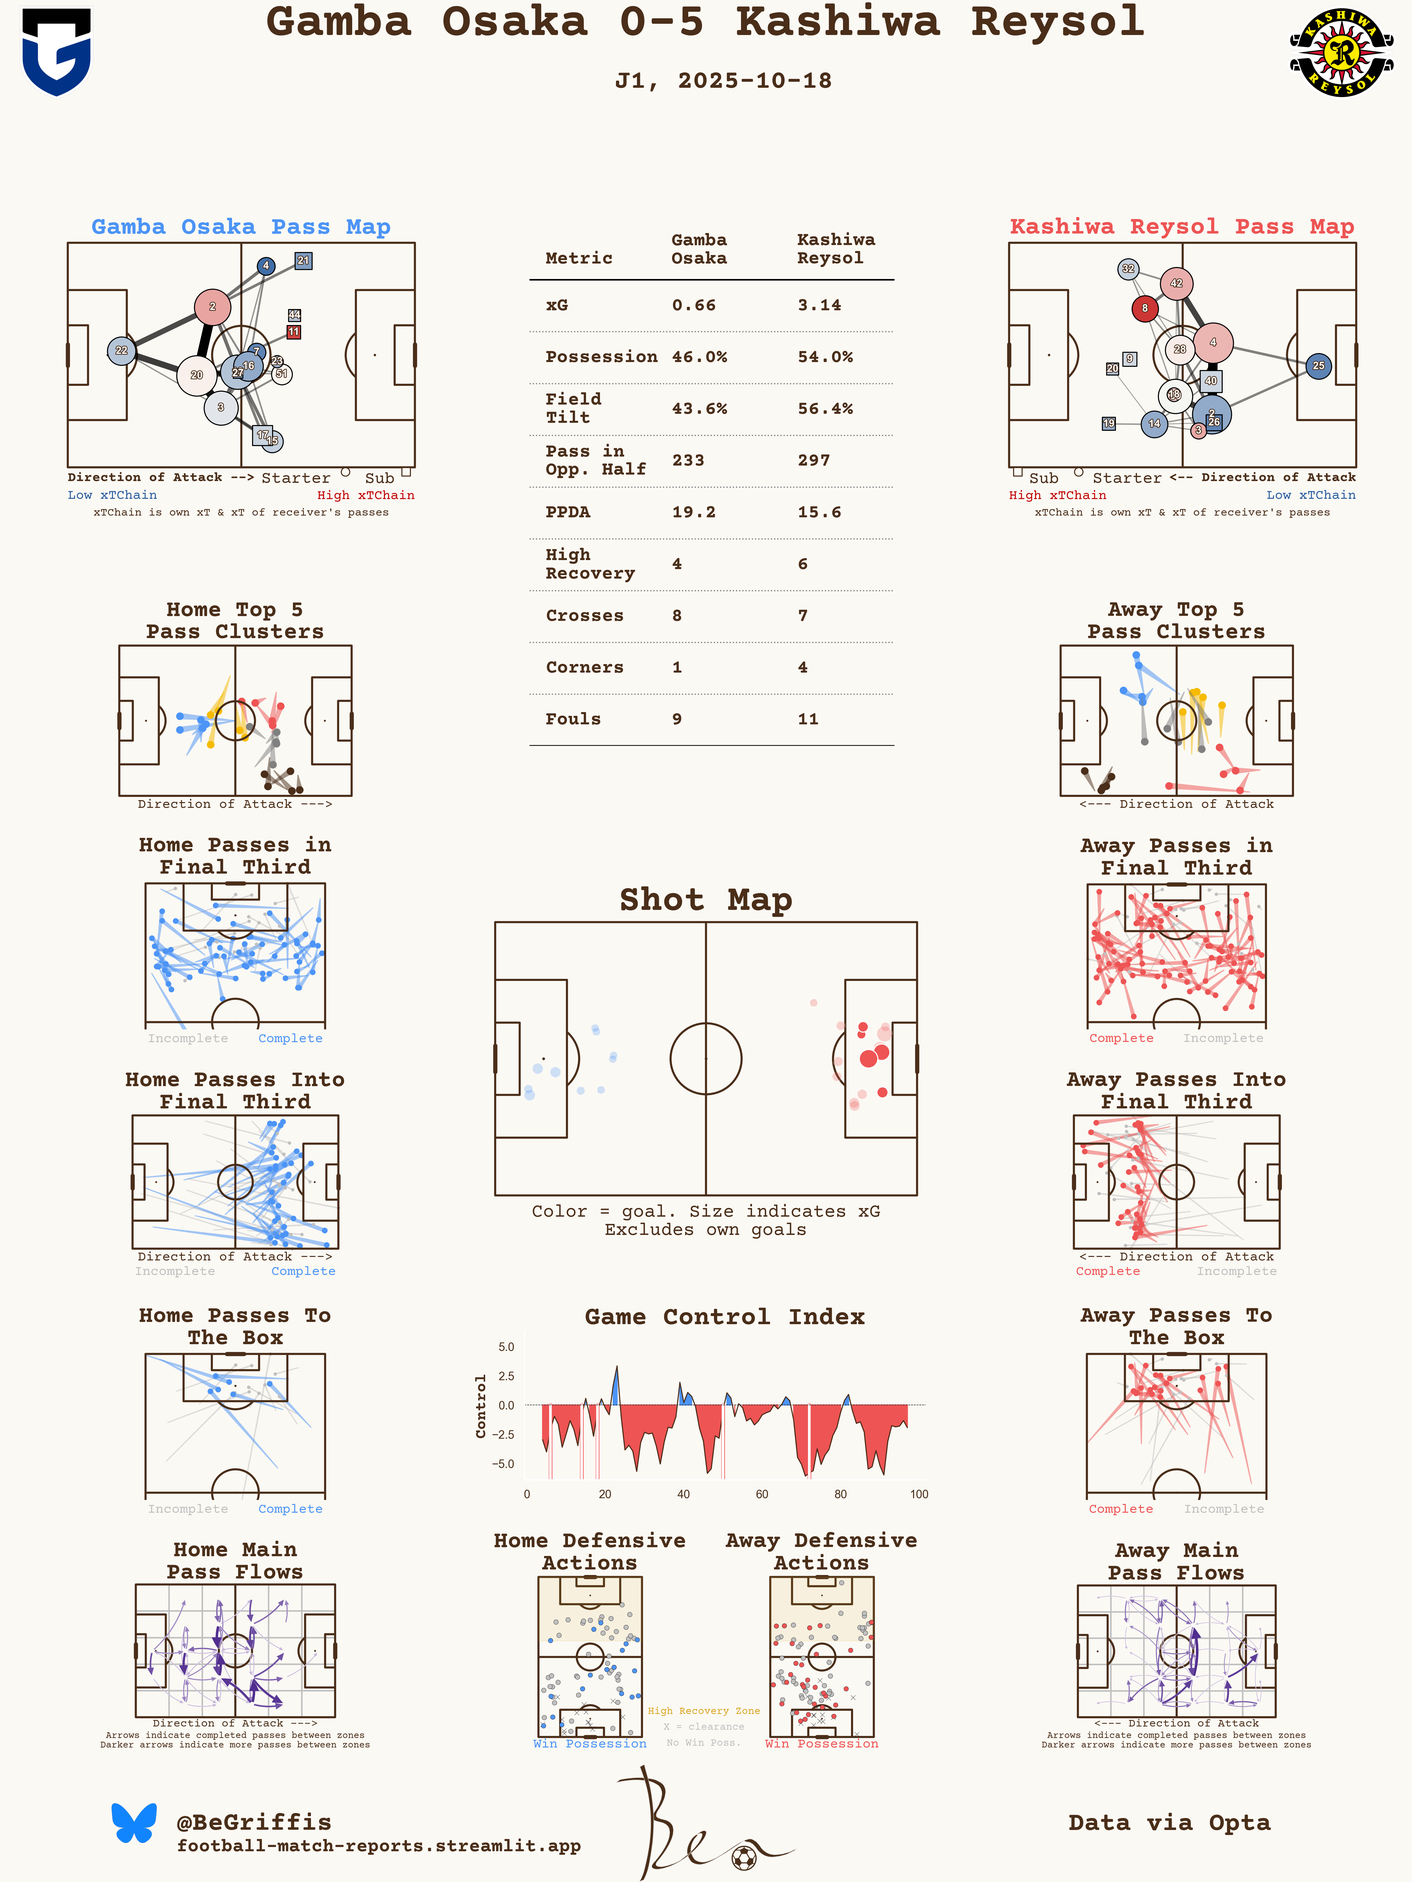 Gamba Osaka 0-5 Kashiwa Reysol
J1, 2025-10-18
KASHIWA
R
REYSOL
Gamba Osaka Pass Map
4
21
2
44
11
22
7
23
20
27
16
51
3
17
15
Direction of Attack --> Starter Sub
Low xTChain High xTChain
xTChain is own xT & xT of receiver's passes
Metric Gamba Osaka Kashiwa Reysol
xG 0.66 3.14
Possession 46.0% 54.0%
Field Tilt 43.6% 56.4%
Pass in Opp. Half 233 297
PPDA 19.2 15.6
High Recovery 4 6
Crosses 8 7
Corners 1 4
Fouls 9 11
Kashiwa Reysol Pass Map
32
42
8
4
28
9
20
25
40
18
2
19
14
3
26
Sub Starter <-- Direction of Attack
High xTChain Low xTChain
xTChain is own xT & xT of receiver's passes
Home Top 5
Pass Clusters
Direction of Attack --->
Away Top 5
Pass Clusters
<--- Direction of Attack
Home Passes in
Final Third
Incomplete Complete
Away Passes in
Final Third
Complete Incomplete
Shot Map
Color = goal. Size indicates xG
Excludes own goals
Home Passes Into
Final Third
Direction of Attack --->
Incomplete Complete
Away Passes Into
Final Third
<--- Direction of Attack
Complete Incomplete
Home Passes To
The Box
Incomplete Complete
Game Control Index
Control
5.0
2.5
0.0
−2.5
−5.0
0 20 40 60 80 100
Away Passes To
The Box
Complete Incomplete
Home Main
Pass Flows
Direction of Attack --->
Arrows indicate completed passes between zones
Darker arrows indicate more passes between zones
Home Defensive
Actions
Win Possession
High Recovery Zone
X = clearance
No Win Poss.
Away Defensive
Actions
Win Possession
Away Main
Pass Flows
<--- Direction of Attack
Arrows indicate completed passes between zones
Darker arrows indicate more passes between zones
@BeGriffis
football-match-reports.streamlit.app
Ben
Data via Opta